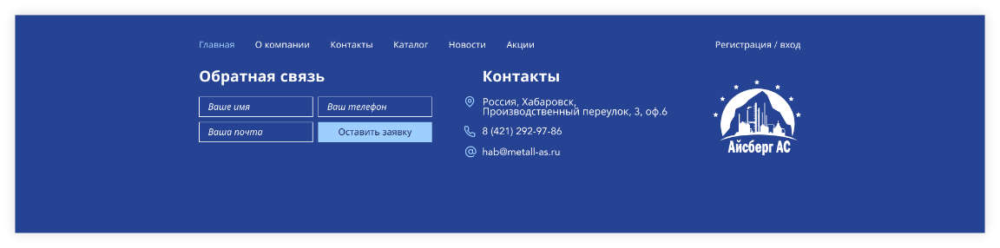 Главная О компании Контакты Каталог Новости Акции Регистрация / вход
Обратная связь
Ваше имя Ваш телефон
Ваша почта Оставить заявку
Контакты
Россия, Хабаровск,
Производственный переулок, 3, оф.6
8 (421) 292-97-86
hab@metall-as.ru
Айсберг АС